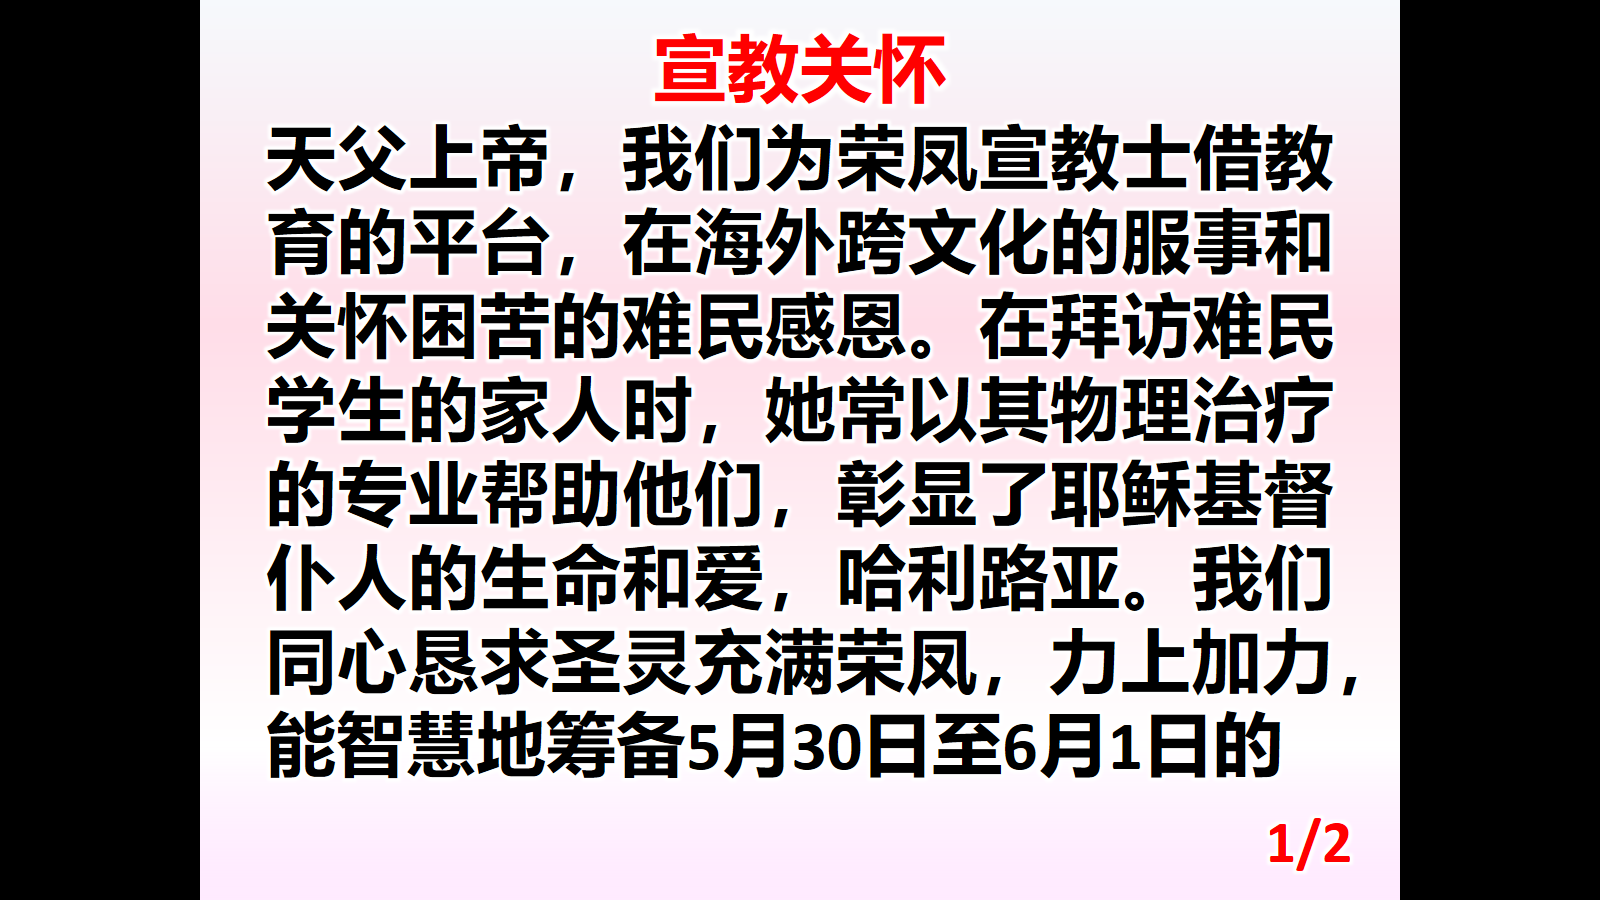 宣教关怀
天父上帝，我们为荣凤宣教士借教
育的平台，在海外跨文化的服事和
关怀困苦的难民感恩。在拜访难民
学生的家人时，她常以其物理治疗
的专业帮助他们，彰显了耶稣基督
仆人的生命和爱，哈利路亚。我们
同心恳求圣灵充满荣凤，力上加力，
能智慧地筹备5月30日至6月1日的
1/2